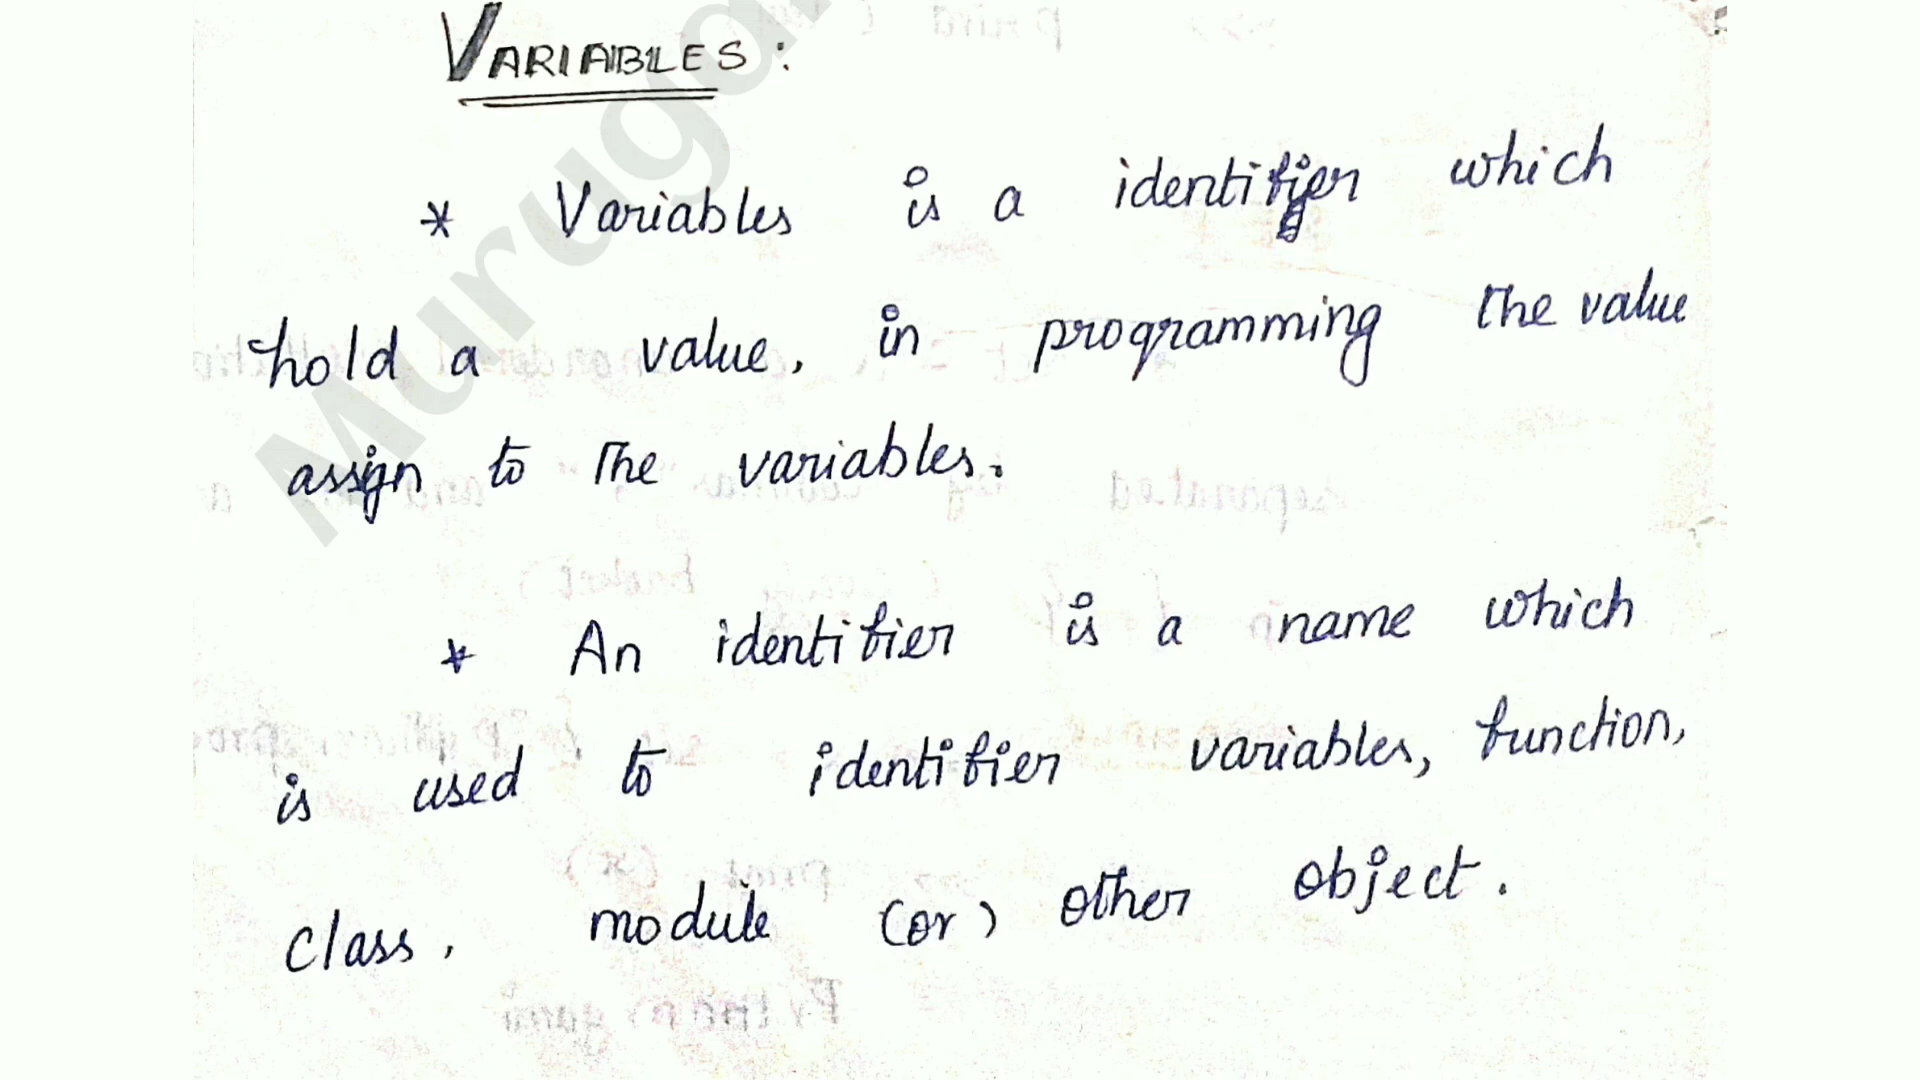 VARIABLES :
* Variables is a identifier which
hold a value, in programming the value
assign to the variables.
* An identifier is a name which
is used to identifier variables, function,
class, module (or) other object.
Muruga